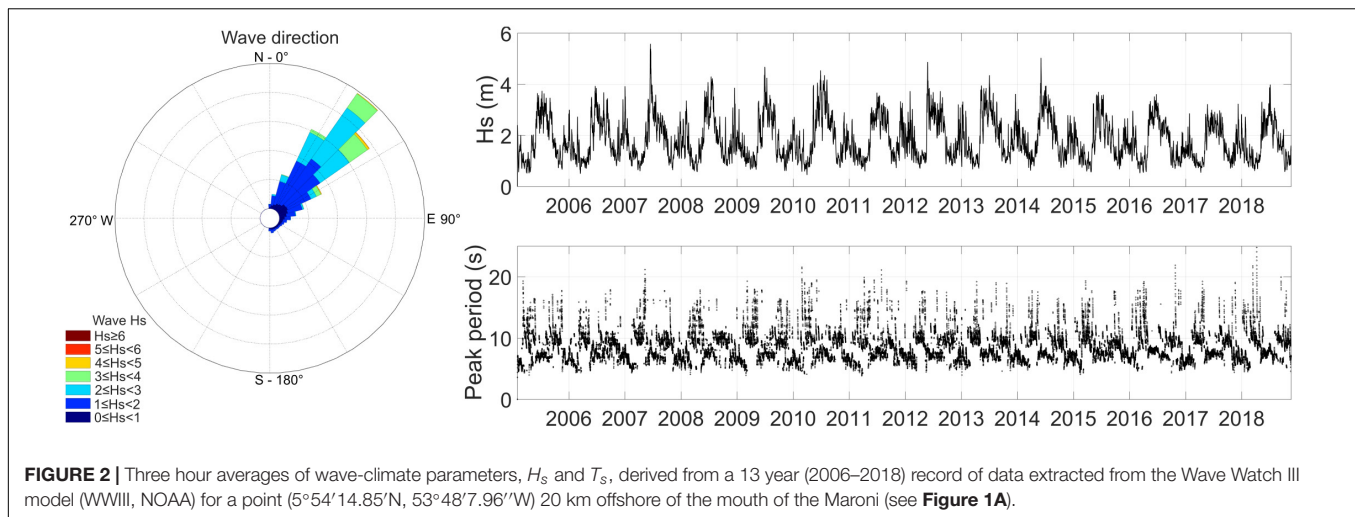 Wave direction
N - 0°
270° W
E 90°
S - 180°
Wave Hs
Hs≥6
5≤Hs<6
4≤Hs<5
3≤Hs<4
2≤Hs<3
1≤Hs<2
0≤Hs<1
Hs (m)
6
4
2
0
2006 2007 2008 2009 2010 2011 2012 2013 2014 2015 2016 2017 2018
Peak period (s)
20
10
0
2006 2007 2008 2009 2010 2011 2012 2013 2014 2015 2016 2017 2018
FIGURE 2 | Three hour averages of wave-climate parameters, Hs and Ts, derived from a 13 year (2006–2018) record of data extracted from the Wave Watch III
model (WWIII, NOAA) for a point (5°54′14.85′N, 53°48′7.96′′W) 20 km offshore of the mouth of the Maroni (see Figure 1A).